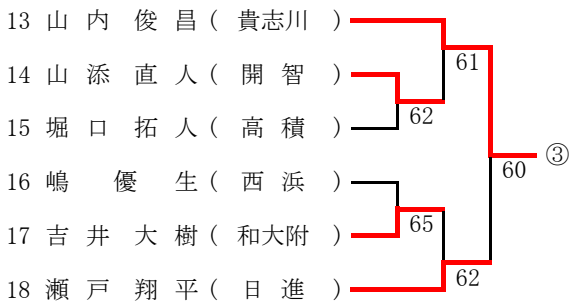 13 山 内 俊 昌 ( 貴志川 )
61
14 山 添 直 人 ( 開 智 )
62
15 堀 口 拓 人 ( 高 積 )
60 ③
16 嶋 優 生 ( 西 浜 )
65
17 吉 井 大 樹 ( 和大附 )
62
18 瀬 戸 翔 平 ( 日 進 )